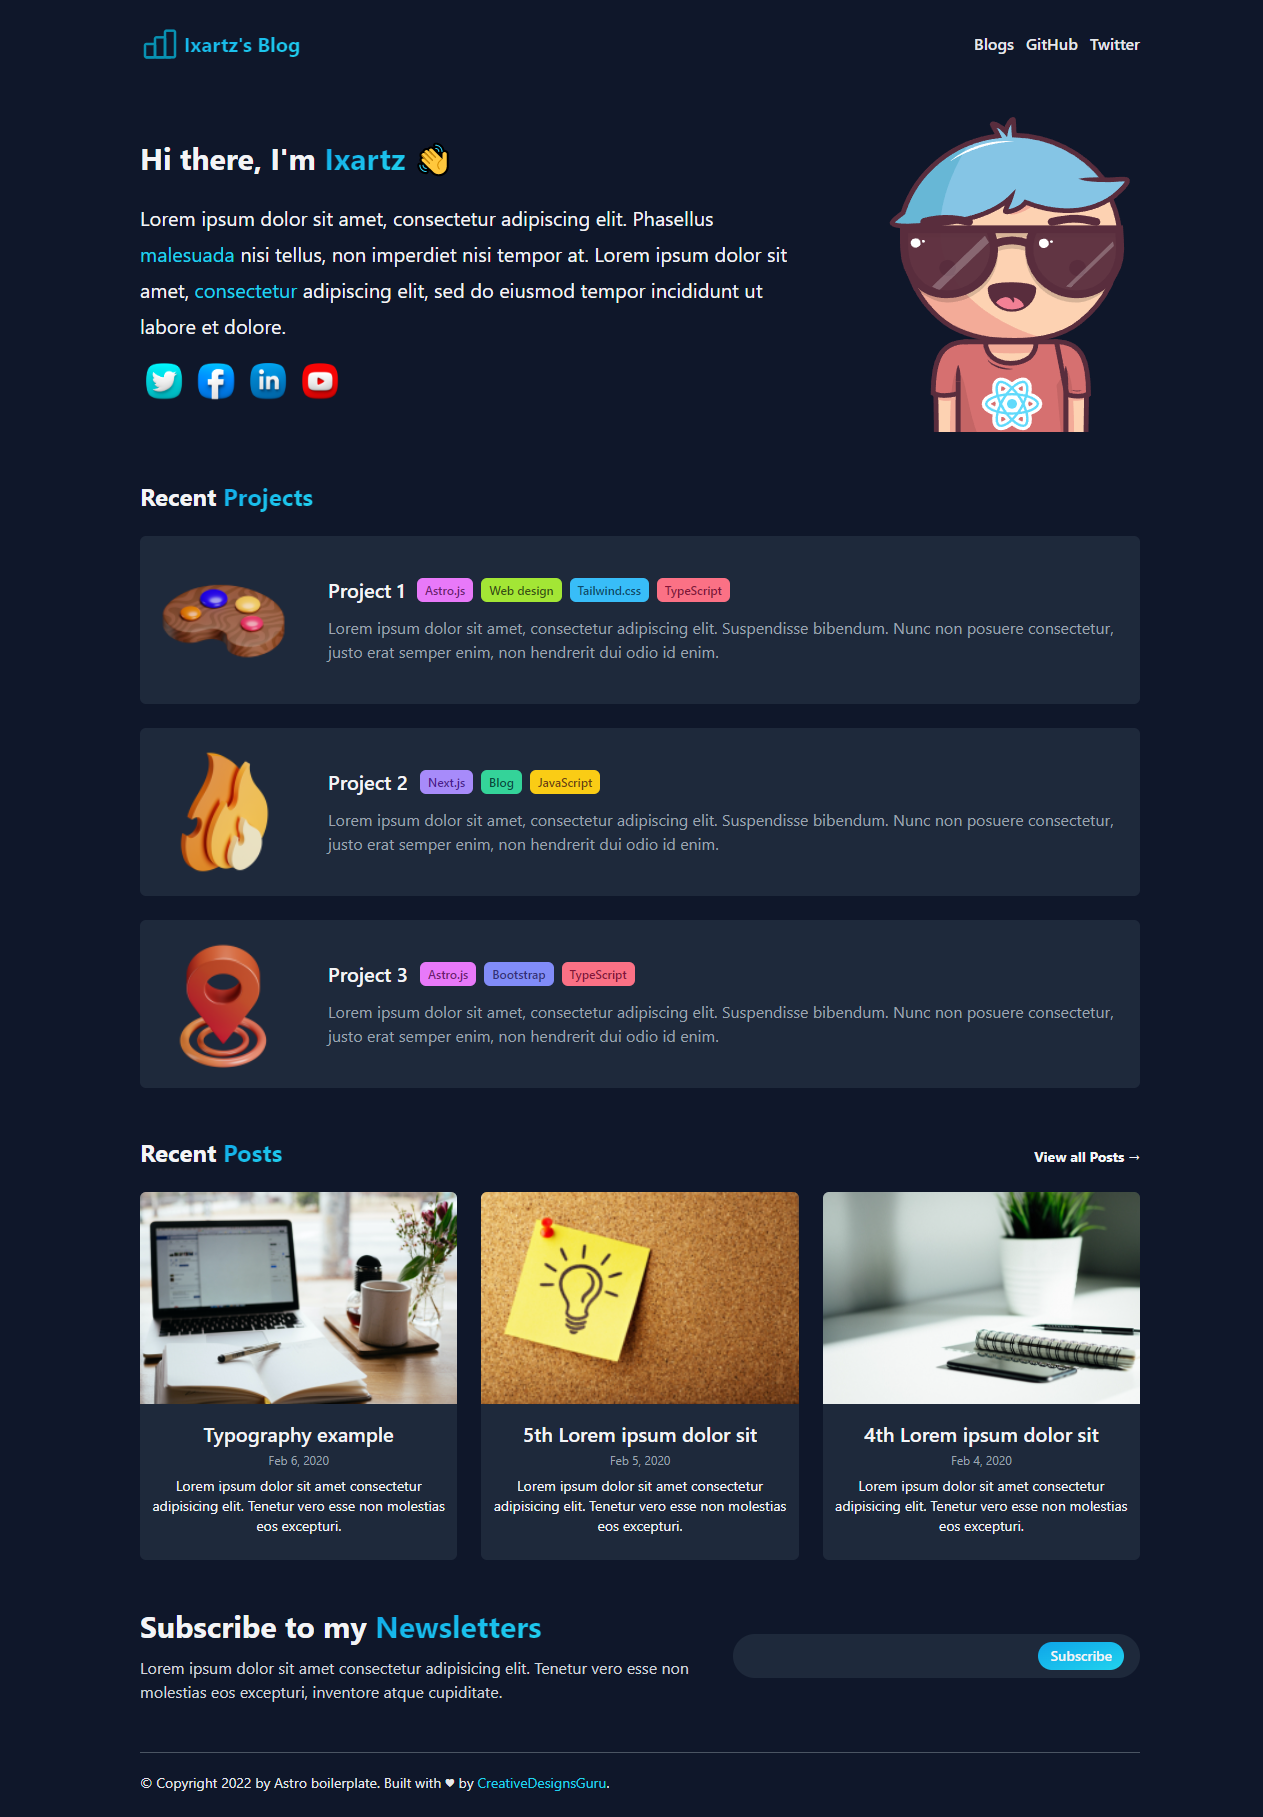 Ixartz's Blog
Blogs GitHub Twitter
Hi there, I'm Ixartz 👋
Lorem ipsum dolor sit amet, consectetur adipiscing elit. Phasellus
malesuada nisi tellus, non imperdiet nisi tempor at. Lorem ipsum dolor sit
amet, consectetur adipiscing elit, sed do eiusmod tempor incididunt ut
labore et dolore.
Recent Projects
Project 1 Astro.js Web design Tailwind.css TypeScript
Lorem ipsum dolor sit amet, consectetur adipiscing elit. Suspendisse bibendum. Nunc non posuere consectetur,
justo erat semper enim, non hendrerit dui odio id enim.
Project 2 Next.js Blog JavaScript
Lorem ipsum dolor sit amet, consectetur adipiscing elit. Suspendisse bibendum. Nunc non posuere consectetur,
justo erat semper enim, non hendrerit dui odio id enim.
Project 3 Astro.js Bootstrap TypeScript
Lorem ipsum dolor sit amet, consectetur adipiscing elit. Suspendisse bibendum. Nunc non posuere consectetur,
justo erat semper enim, non hendrerit dui odio id enim.
Recent Posts
View all Posts →
Typography example
Feb 6, 2020
Lorem ipsum dolor sit amet consectetur
adipisicing elit. Tenetur vero esse non molestias
eos excepturi.
5th Lorem ipsum dolor sit
Feb 5, 2020
Lorem ipsum dolor sit amet consectetur
adipisicing elit. Tenetur vero esse non molestias
eos excepturi.
4th Lorem ipsum dolor sit
Feb 4, 2020
Lorem ipsum dolor sit amet consectetur
adipisicing elit. Tenetur vero esse non molestias
eos excepturi.
Subscribe to my Newsletters
Lorem ipsum dolor sit amet consectetur adipisicing elit. Tenetur vero esse non
molestias eos excepturi, inventore atque cupiditate.
Subscribe
© Copyright 2022 by Astro boilerplate. Built with ♥ by CreativeDesignsGuru.